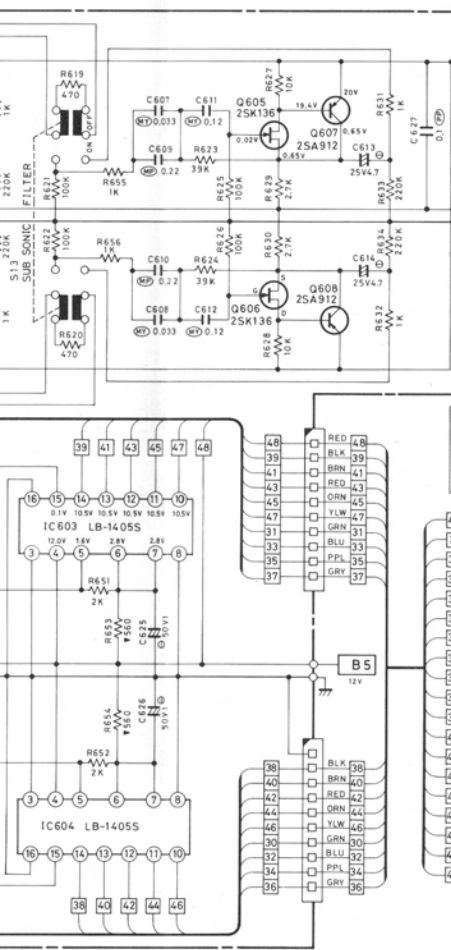 R619
470
OFF
ON
S13
SUB SONIC FILTER
1K
220K
R621
100K
R655
1K
C607
MY 0.033
C611
MY 0.12
C609
MP 0.22
R623
39K
R625
100K
R627
10K
Q605
2SK136
0.02V
19.4V
20V
Q607
2SA912
0.65V
0.65V
R629
2.7K
C613
25V4.7
R631
1K
R633
220K
C627
0.1 PP
220K
R622
100K
R656
1K
C610
MP 0.22
R624
39K
R626
100K
R630
2.7K
C614
25V4.7
R634
220K
C608
MY 0.033
C612
MY 0.12
G
S
D
Q606
2SK136
Q608
2SA912
R628
10K
R632
1K
1K
R620
470
39 41 43 45 47 48
16 15 14 13 12 11 10
0.1V 10.5V 10.5V 10.5V 10.5V 10.5V
IC603 LB-1405S
12.0V 1.6V 2.8V 2.8V
3 4 5 6 7 8
R651
2K
R653
560
C625
50V1
R654
560
C626
50V1
R652
2K
3 4 5 6 7 8
IC604 LB-1405S
16 15 14 13 12 11 10
38 40 42 44 46
48 RED 48
39 BLK 39
41 BRN 41
43 RED 43
45 ORN 45
47 YLW 47
31 GRN 31
33 BLU 33
35 PPL 35
37 GRY 37
B5
12V
38 BLK 38
40 BRN 40
42 RED 42
44 ORN 44
46 YLW 46
30 GRN 30
32 BLU 32
34 PPL 34
36 GRY 36